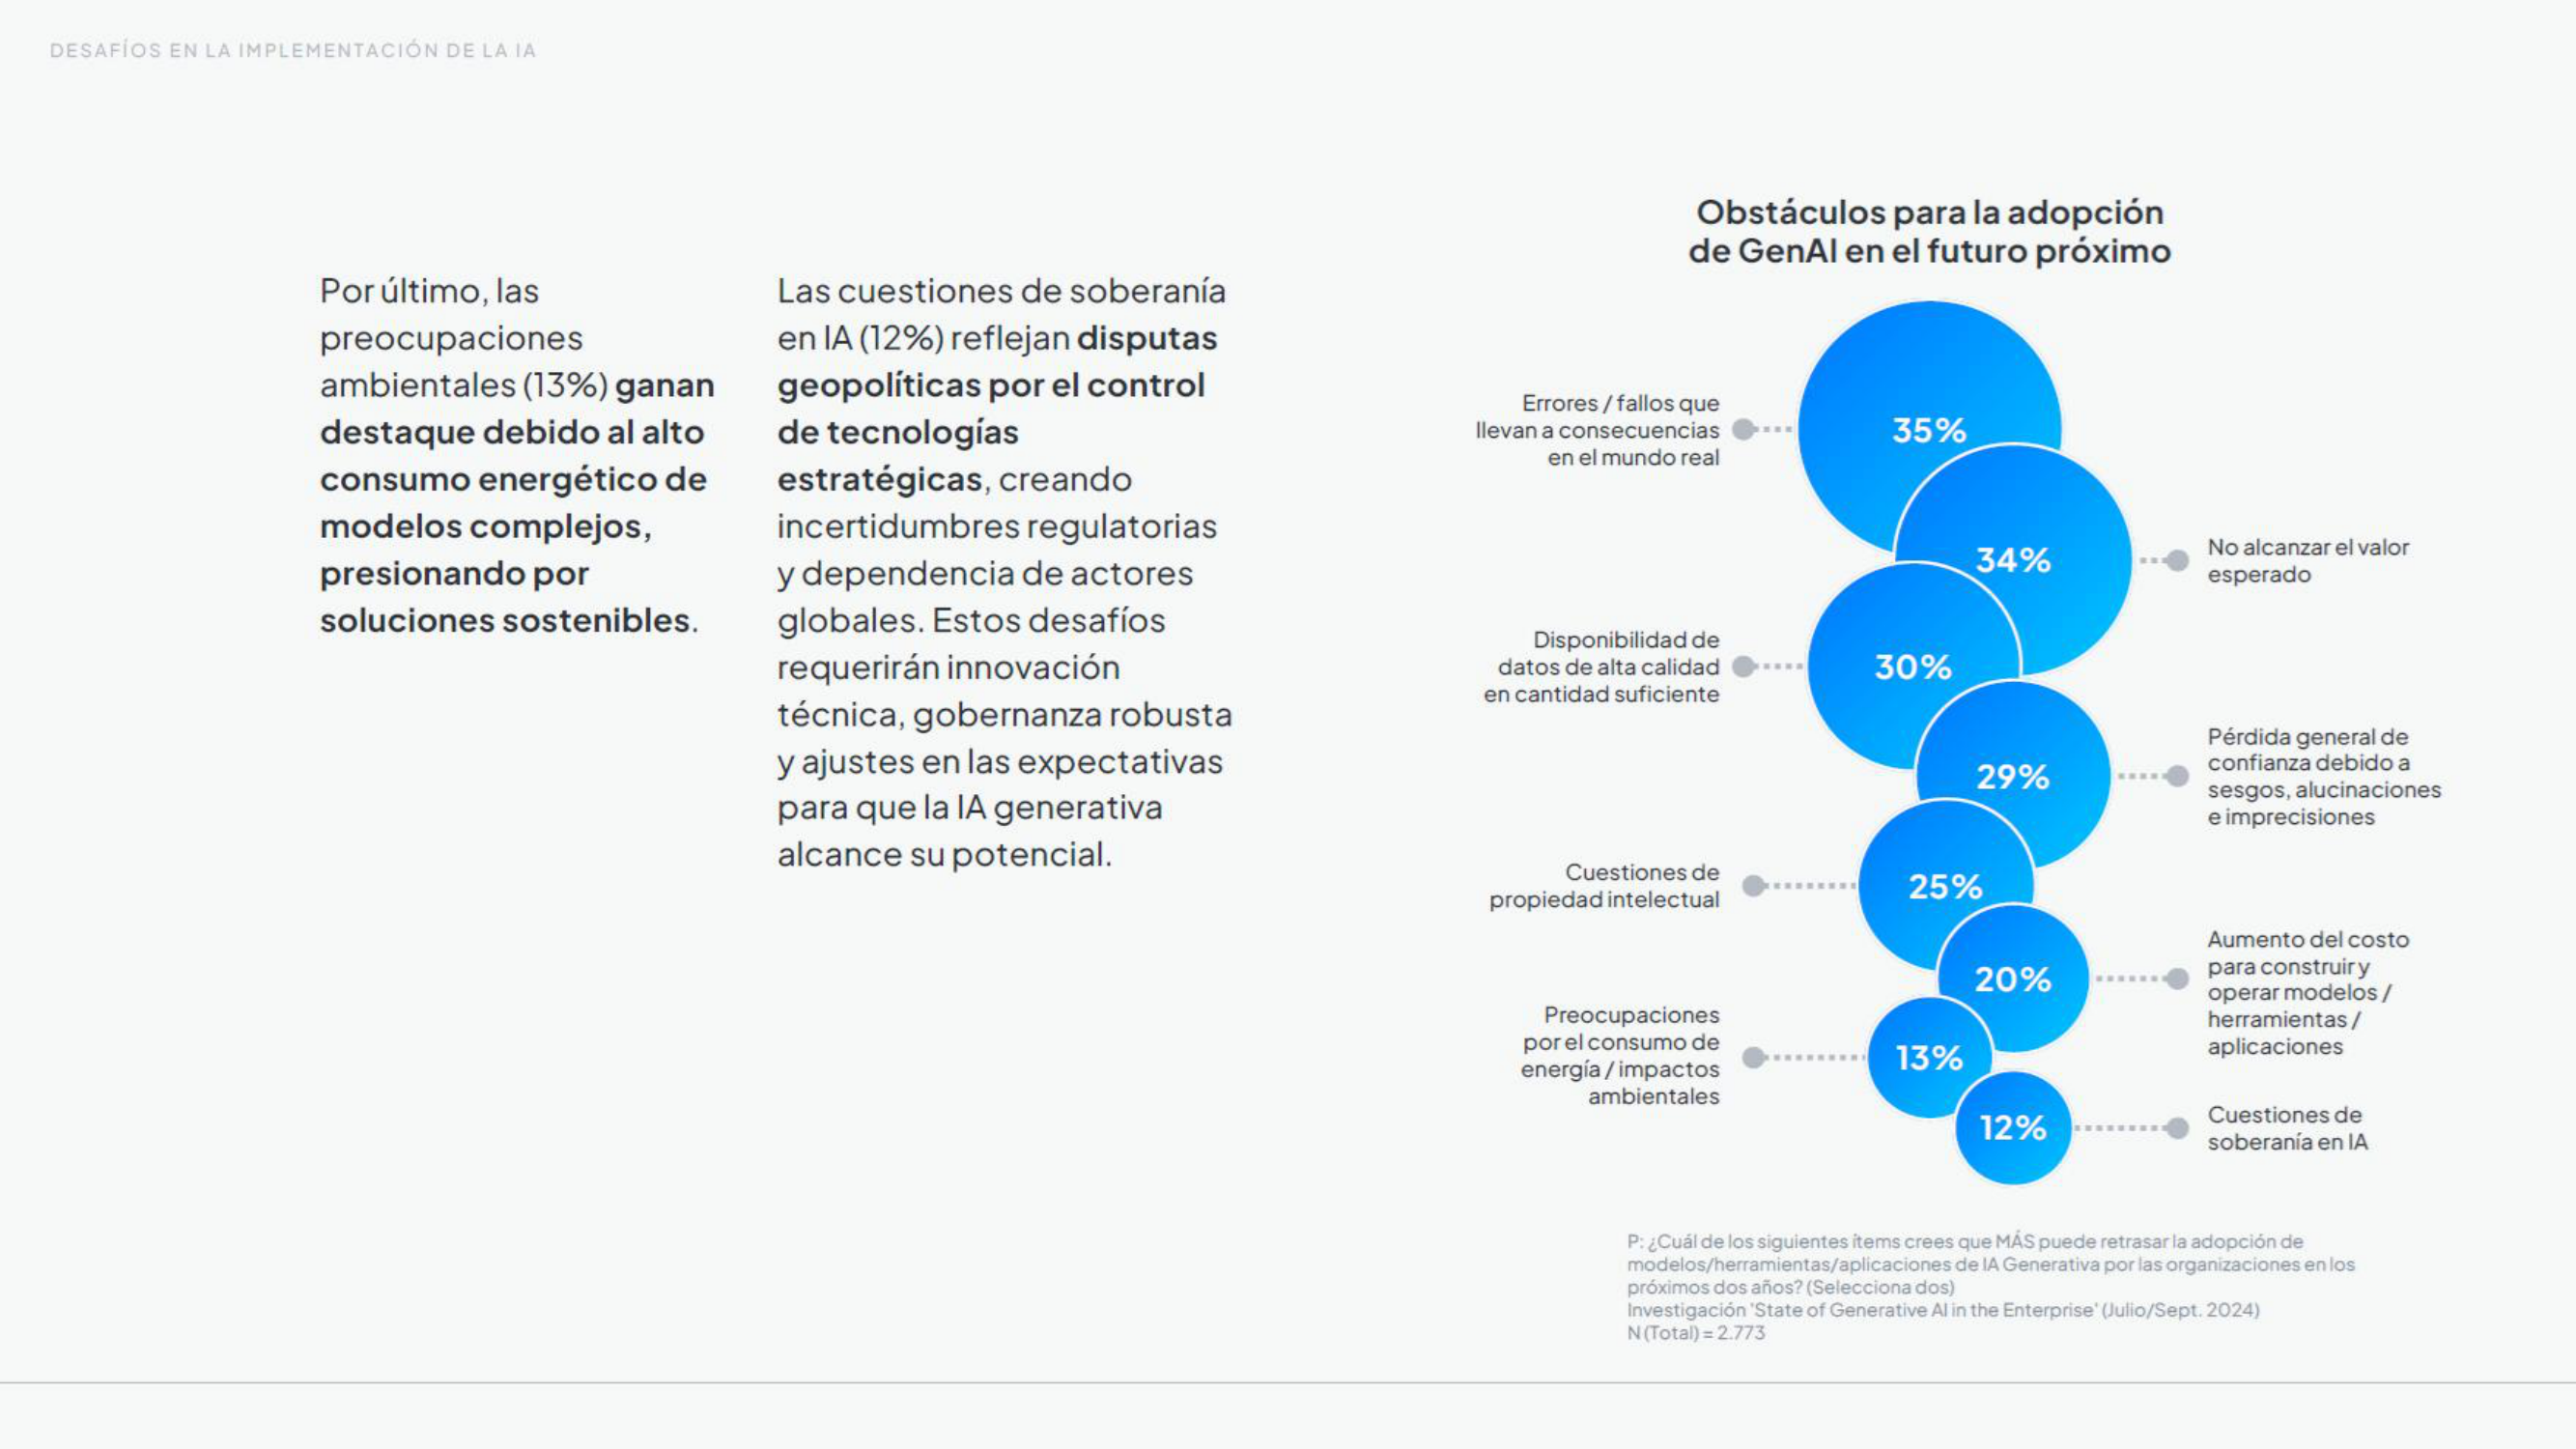 DESAFÍOS EN LA IMPLEMENTACIÓN DE LA IA
Por último, las
preocupaciones
ambientales (13%) ganan
destaque debido al alto
consumo energético de
modelos complejos,
presionando por
soluciones sostenibles.
Las cuestiones de soberanía
en IA (12%) reflejan disputas
geopolíticas por el control
de tecnologías
estratégicas, creando
incertidumbres regulatorias
y dependencia de actores
globales. Estos desafíos
requerirán innovación
técnica, gobernanza robusta
y ajustes en las expectativas
para que la IA generativa
alcance su potencial.
Obstáculos para la adopción
de GenAI en el futuro próximo
Errores / fallos que
llevan a consecuencias
en el mundo real
35%
34%
No alcanzar el valor
esperado
Disponibilidad de
datos de alta calidad
en cantidad suficiente
30%
29%
Pérdida general de
confianza debido a
sesgos, alucinaciones
e imprecisiones
Cuestiones de
propiedad intelectual
25%
20%
Aumento del costo
para construir y
operar modelos /
herramientas /
aplicaciones
Preocupaciones
por el consumo de
energía / impactos
ambientales
13%
12%
Cuestiones de
soberanía en IA
P: ¿Cuál de los siguientes ítems crees que MÁS puede retrasar la adopción de
modelos/herramientas/aplicaciones de IA Generativa por las organizaciones en los
próximos dos años? (Selecciona dos)
Investigación 'State of Generative AI in the Enterprise' (Julio/Sept. 2024)
N (Total) = 2.773